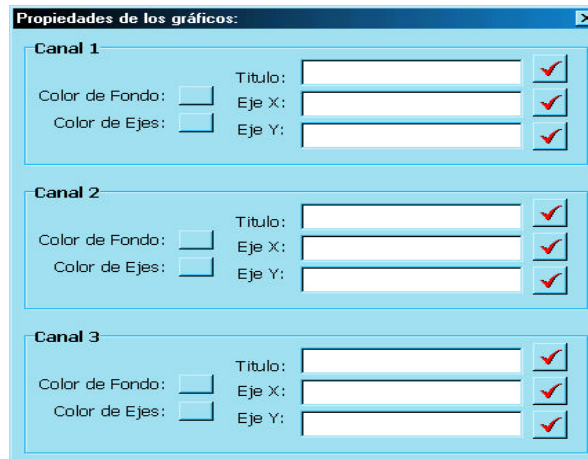 Propiedades de los gráficos:
Canal 1
Titulo:
Color de Fondo:
Eje X:
Color de Ejes:
Eje Y:
Canal 2
Titulo:
Color de Fondo:
Eje X:
Color de Ejes:
Eje Y:
Canal 3
Titulo:
Color de Fondo:
Eje X:
Color de Ejes:
Eje Y: